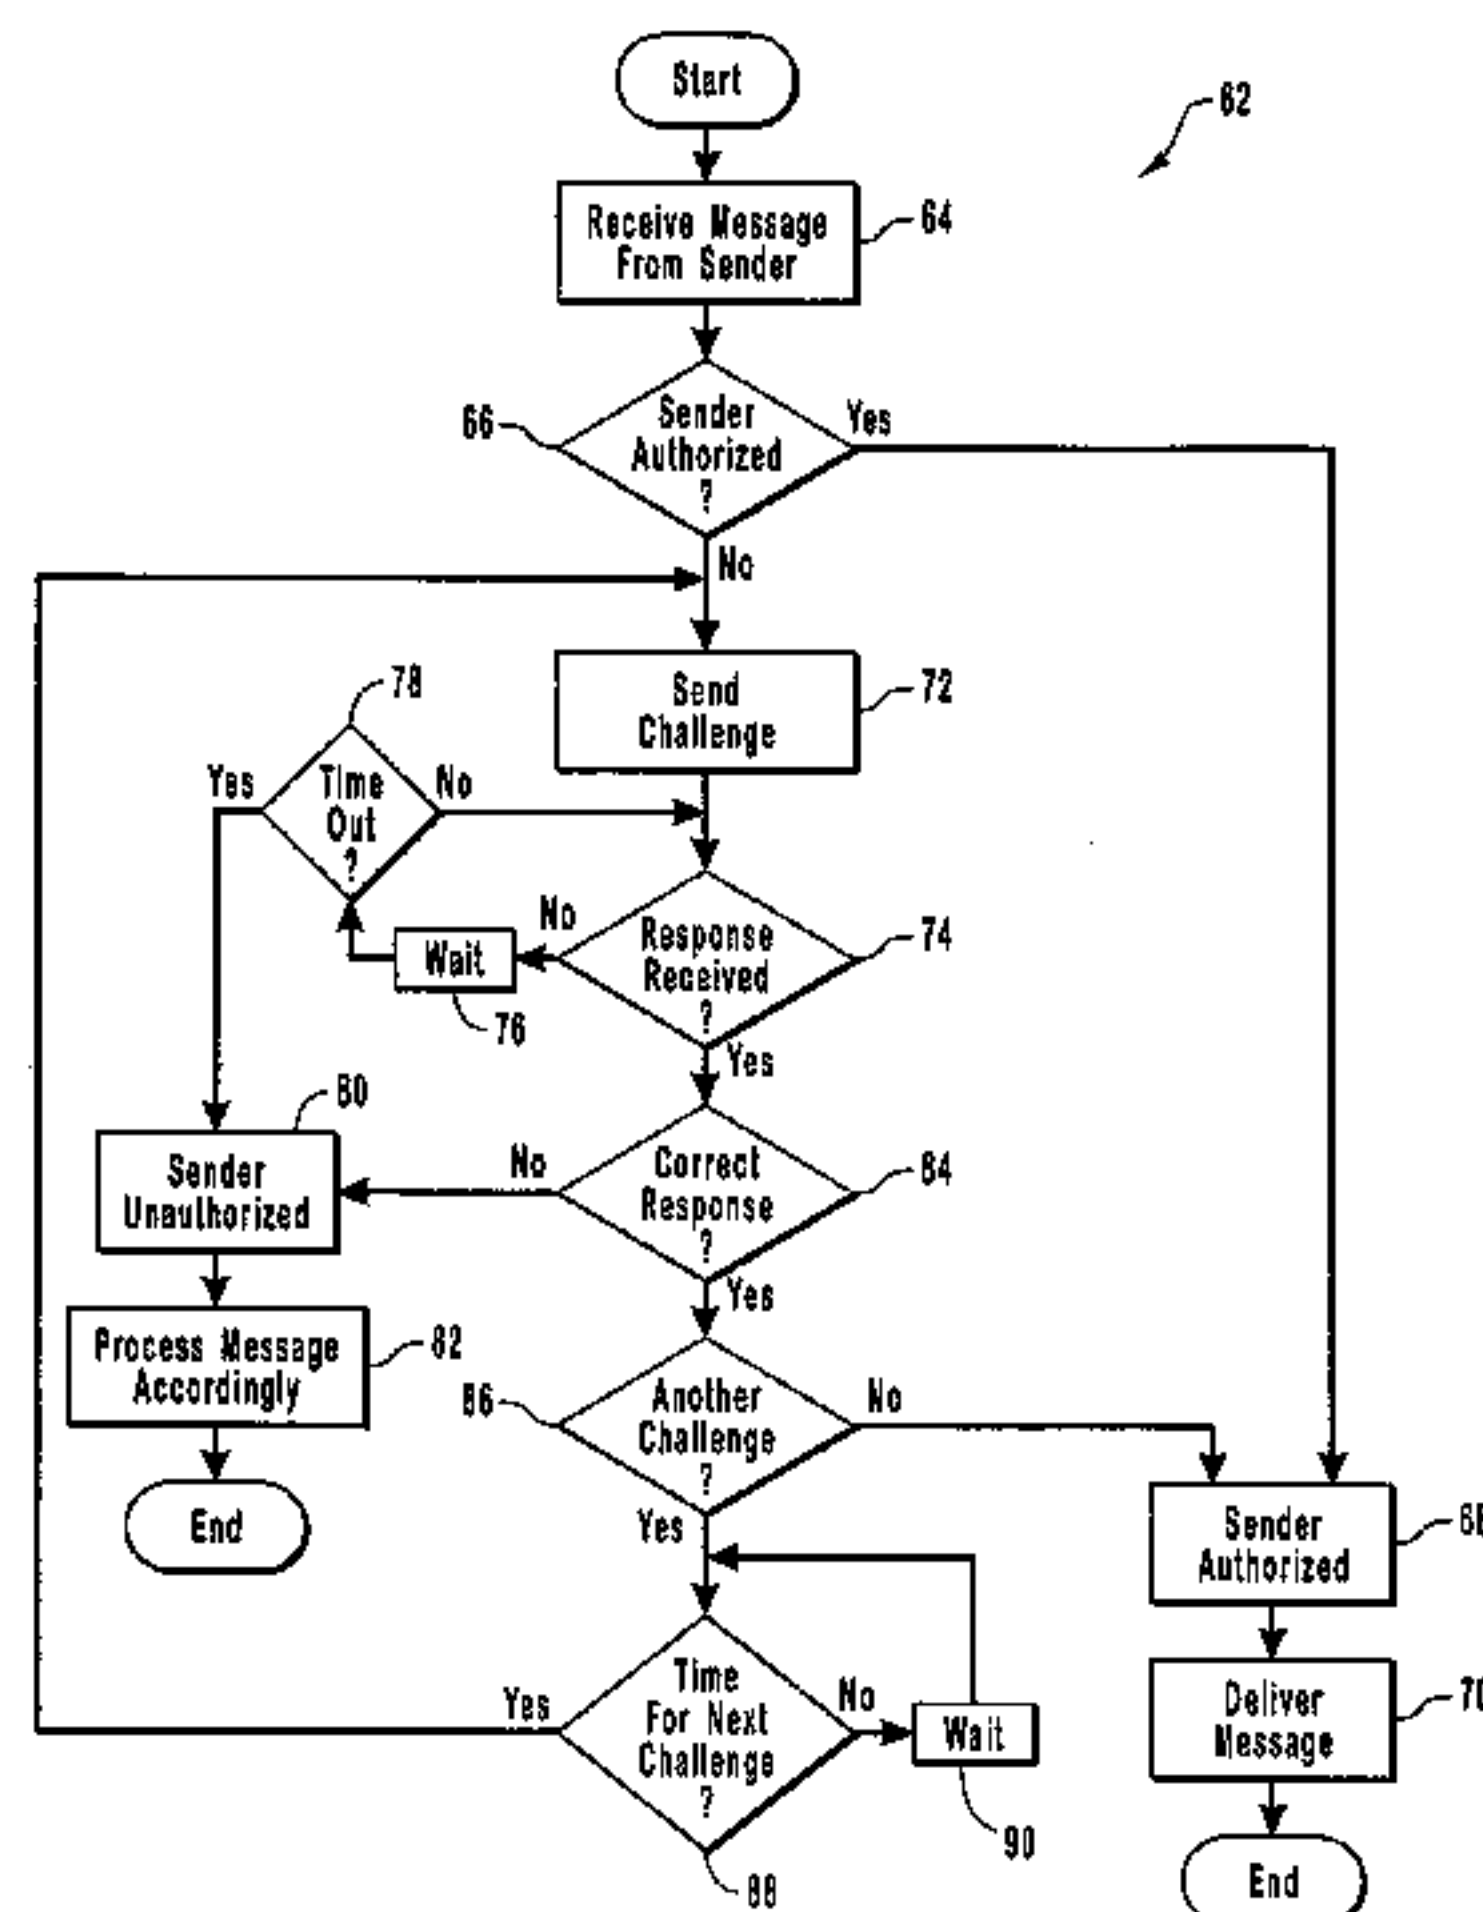 Start
62
Receive Message
From Sender
64
66
Sender
Authorized
?
Yes
No
Send
Challenge
72
78
Time
Out
?
Yes
No
Response
Received
?
74
No
Wait
76
Yes
80
Sender
Unauthorized
Correct
Response
?
84
No
Yes
Process Message
Accordingly
82
End
86
Another
Challenge
?
No
Yes
Sender
Authorized
Time
For Next
Challenge
?
Yes
No
Wait
90
88
Deliver
Message
70
End